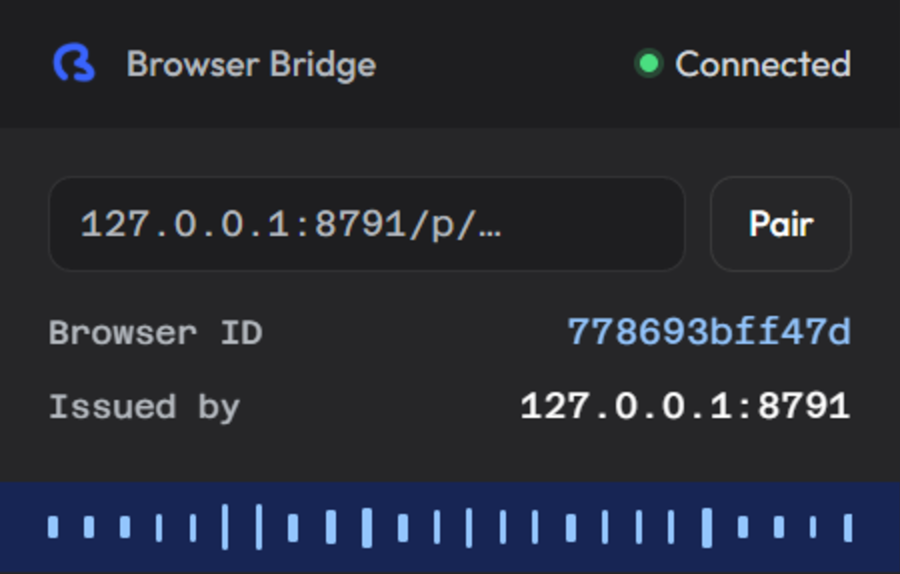 Browser Bridge
Connected
127.0.0.1:8791/p/…
Pair
Browser ID
778693bff47d
Issued by
127.0.0.1:8791